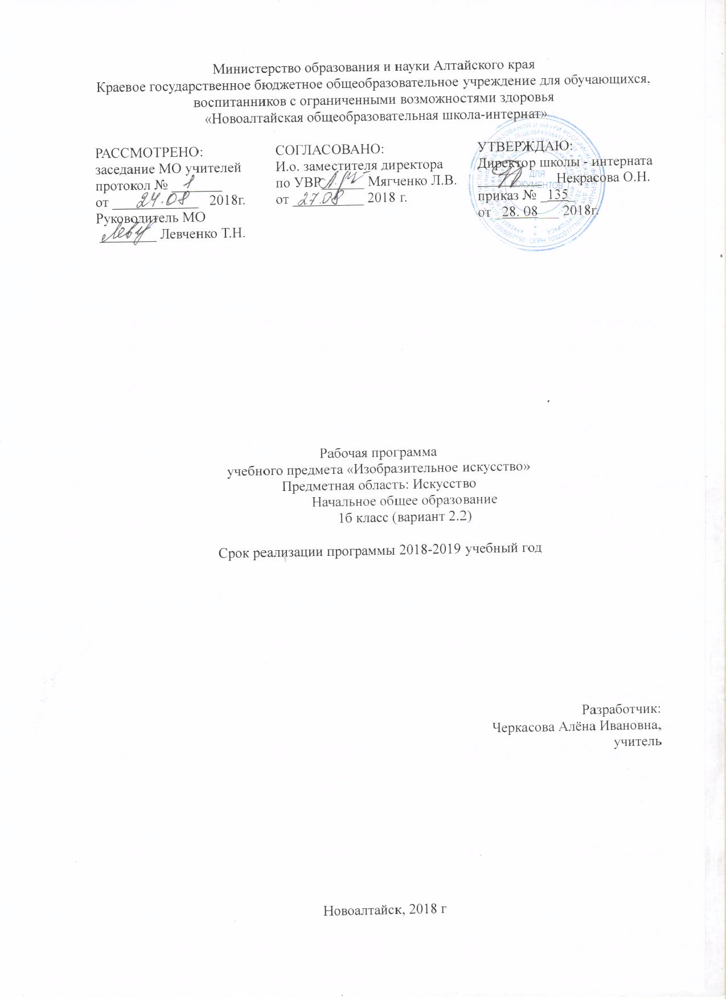 Министерство образования и науки Алтайского края
Краевое государственное бюджетное общеобразовательное учреждение для обучающихся,
воспитанников с ограниченными возможностями здоровья
«Новоалтайская общеобразовательная школа-интернат»
РАССМОТРЕНО:
заседание МО учителей
протокол № 1
от 24.08 2018г.
Руководитель МО
Левченко Т.Н.
СОГЛАСОВАНО:
И.о. заместителя директора
по УВР Мягченко Л.В.
от 27.08 2018 г.
УТВЕРЖДАЮ:
Директор школы - интерната
Некрасова О.Н.
приказ № 135
от 28. 08 2018г.
ДЛЯ
ДОКУМЕНТОВ
Рабочая программа
учебного предмета «Изобразительное искусство»
Предметная область: Искусство
Начальное общее образование
1б класс (вариант 2.2)
Срок реализации программы 2018-2019 учебный год
Разработчик:
Черкасова Алёна Ивановна,
учитель
Новоалтайск, 2018 г